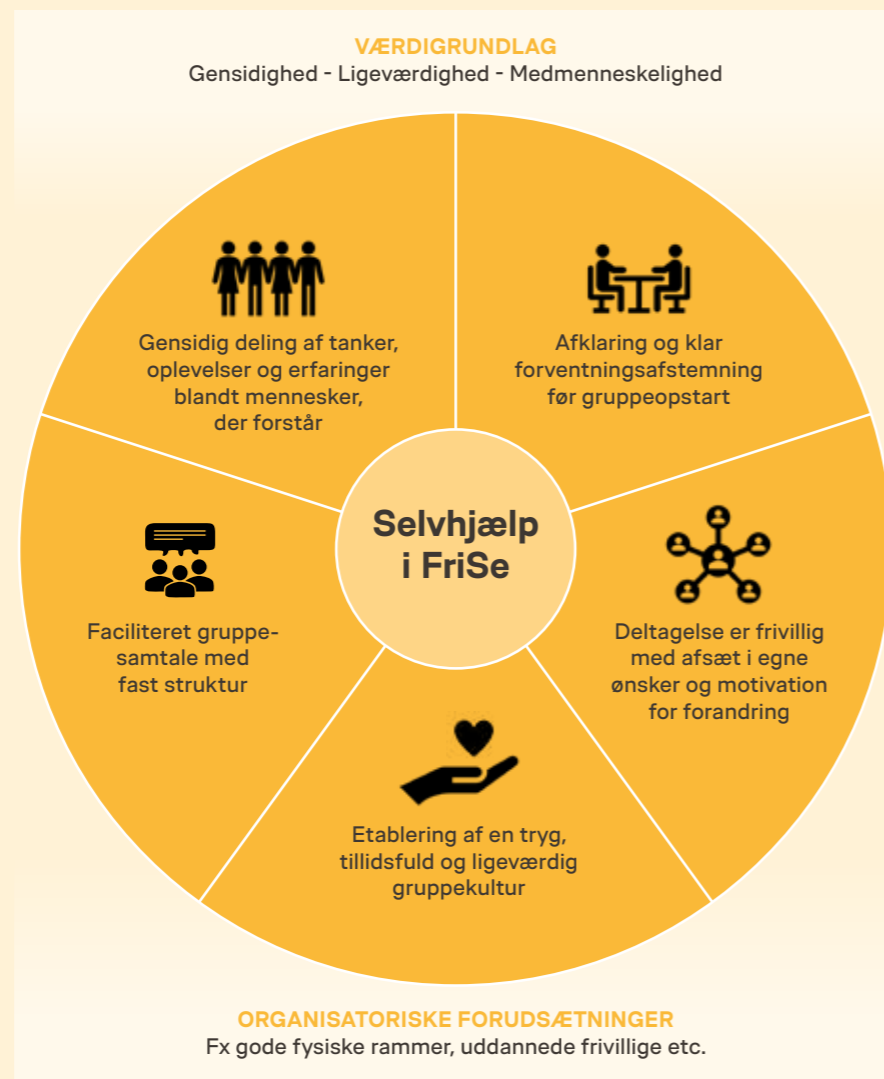 VÆRDIGRUNDLAG
Gensidighed - Ligeværdighed - Medmenneskelighed
Gensidig deling af tanker,
oplevelser og erfaringer
blandt mennesker,
der forstår
Afklaring og klar
forventningsafstemning
før gruppeopstart
Selvhjælp
i FriSe
Faciliteret gruppe-
samtale med
fast struktur
Deltagelse er frivillig
med afsæt i egne
ønsker og motivation
for forandring
Etablering af en tryg,
tillidsfuld og ligeværdig
gruppekultur
ORGANISATORISKE FORUDSÆTNINGER
Fx gode fysiske rammer, uddannede frivillige etc.